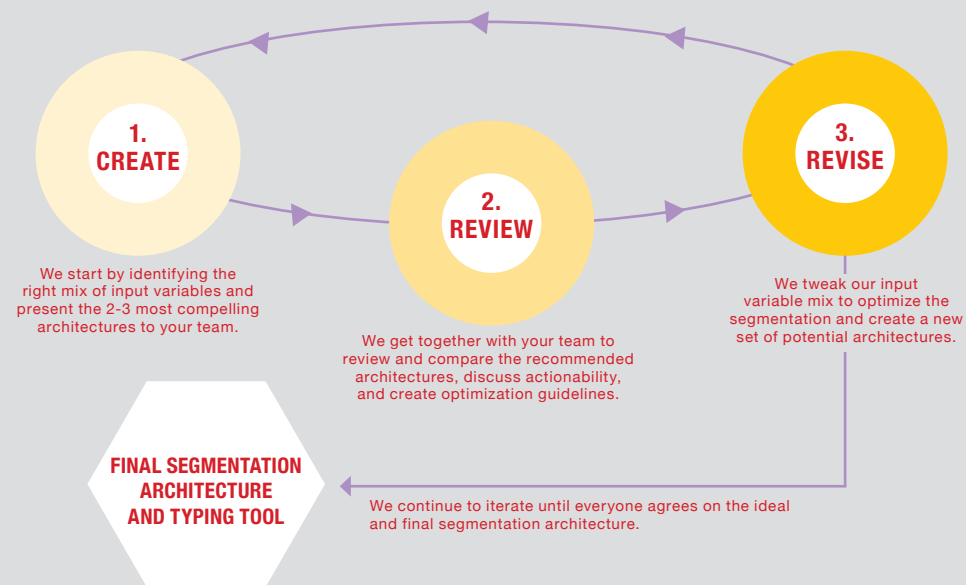 1.
CREATE
We start by identifying the
right mix of input variables and
present the 2-3 most compelling
architectures to your team.
2.
REVIEW
We get together with your team to
review and compare the recommended
architectures, discuss actionability,
and create optimization guidelines.
3.
REVISE
We tweak our input
variable mix to optimize the
segmentation and create a new
set of potential architectures.
We continue to iterate until everyone agrees on the ideal
and final segmentation architecture.
FINAL SEGMENTATION
ARCHITECTURE
AND TYPING TOOL